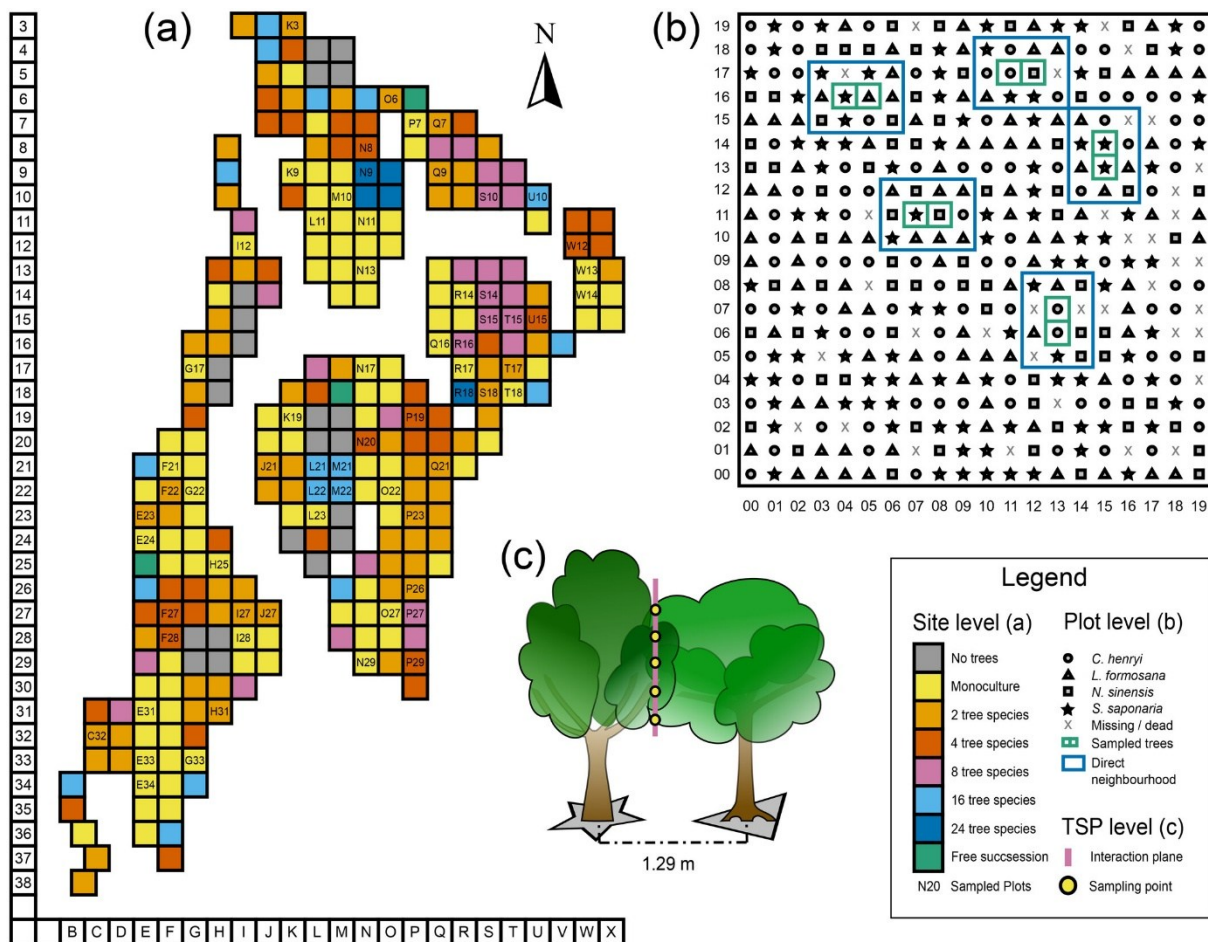 (a)
N
3 K3
4
5
6 O6
7 P7 Q7
8 N8
9 K9 N9 Q9
10 M10 S10 U10
11 L11 N11
12 I12 W12
13 N13 W13
14 R14 S14 W14
15 S15 T15 U15
16 Q16 R16
17 G17 N17 R17 T17
18 R18 S18 T18
19 K19 P19
20 N20
21 F21 J21 L21 M21 Q21
22 F22 G22 L22 M22 O22
23 E23 L23 P23
24 E24
25 H25
26 P26
27 F27 I27 J27 O27 P27
28 F28 I28
29 N29 P29
30
31 E31 H31
32 C32
33 E33 G33
34 E34
35
36
37
38
B C D E F G H I J K L M N O P Q R S T U V W X
(b)
19
18
17
16
15
14
13
12
11
10
09
08
07
06
05
04
03
02
01
00
00 01 02 03 04 05 06 07 08 09 10 11 12 13 14 15 16 17 18 19
(c)
1.29 m
Legend
Site level (a)
No trees
Monoculture
2 tree species
4 tree species
8 tree species
16 tree species
24 tree species
Free succsession
N20 Sampled Plots
Plot level (b)
C. henryi
L. formosana
N. sinensis
S. saponaria
X Missing / dead
Sampled trees
Direct
neighbourhood
TSP level (c)
Interaction plane
Sampling point